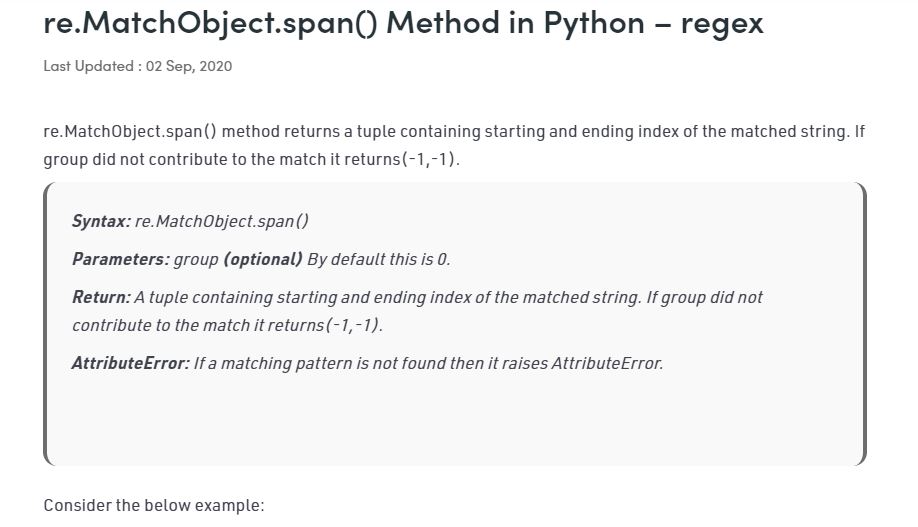 re.MatchObject.span() Method in Python – regex
Last Updated : 02 Sep, 2020
re.MatchObject.span() method returns a tuple containing starting and ending index of the matched string. If
group did not contribute to the match it returns(-1,-1).
Syntax: re.MatchObject.span()
Parameters: group (optional) By default this is 0.
Return: A tuple containing starting and ending index of the matched string. If group did not
contribute to the match it returns(-1,-1).
AttributeError: If a matching pattern is not found then it raises AttributeError.
Consider the below example: